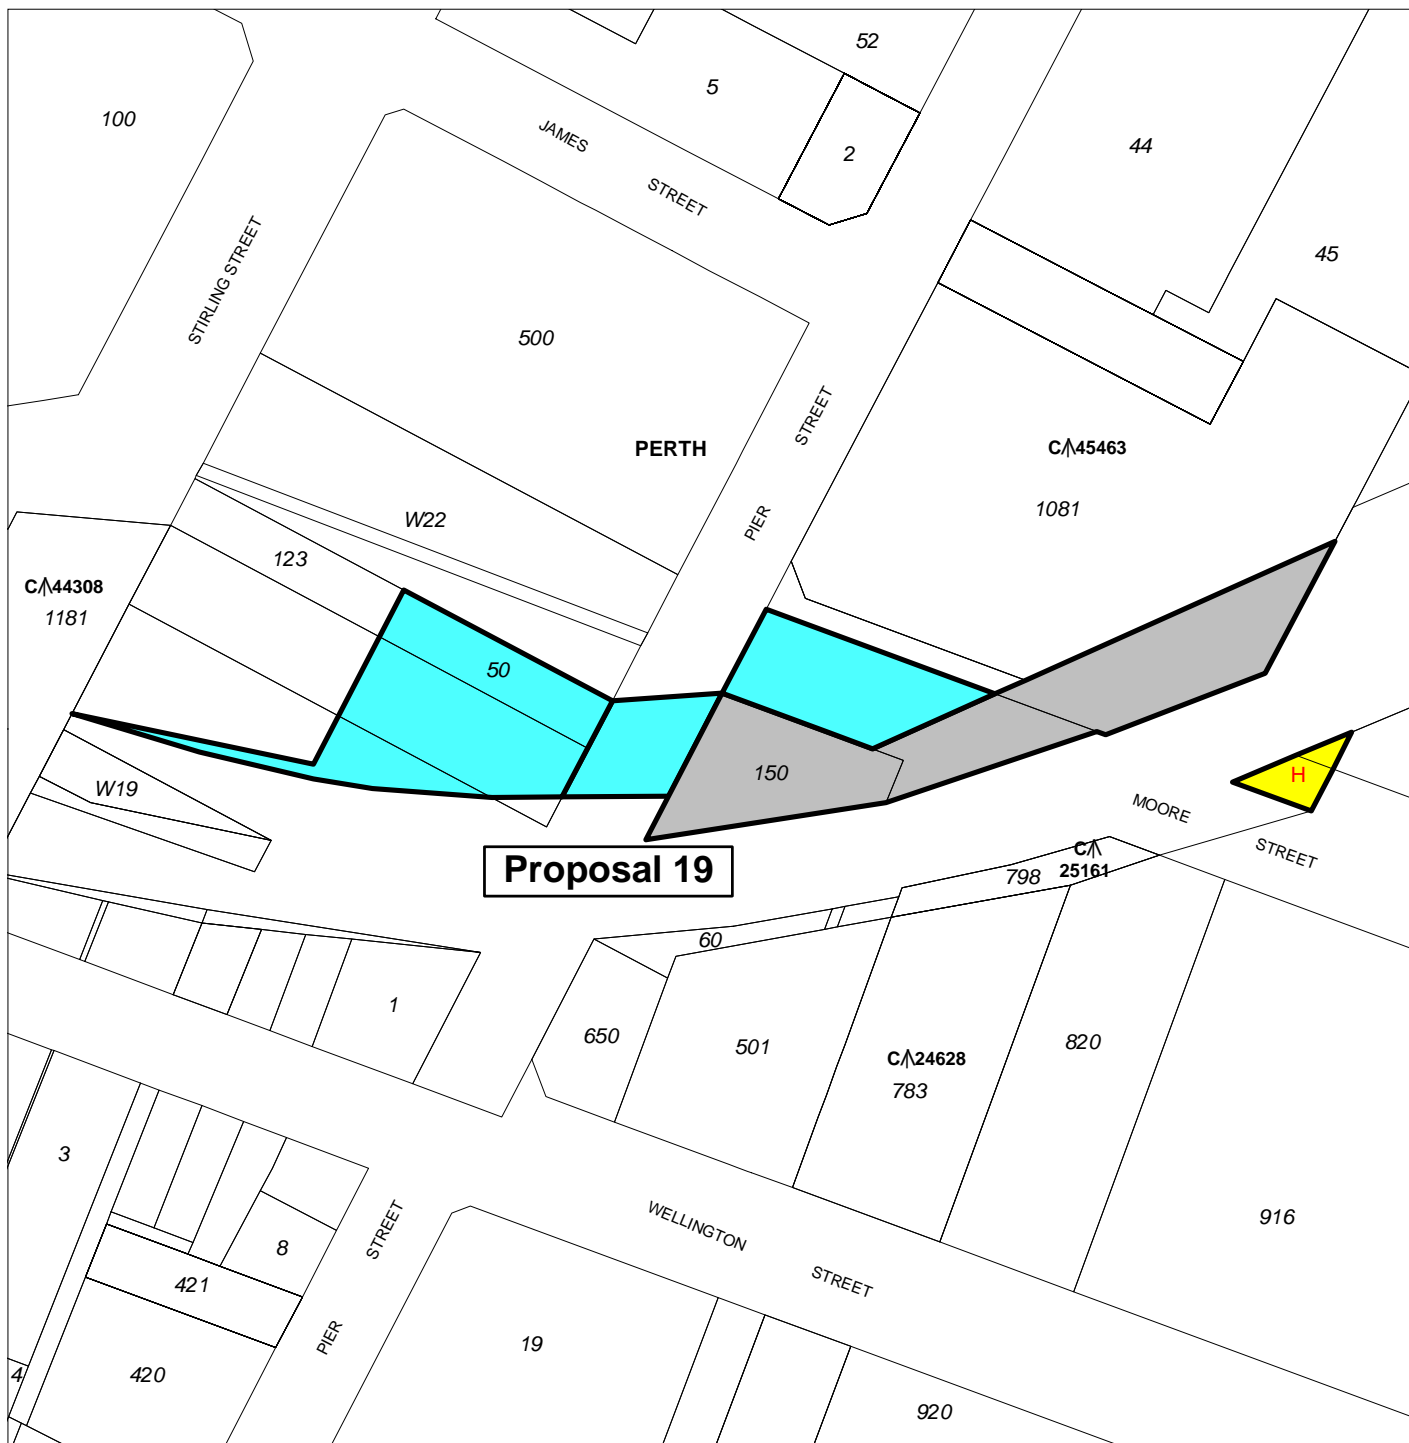 52
5
100
JAMES
STREET
2
44
45
STIRLING STREET
500
STREET
PERTH
C/\45463
1081
W22
PIER
123
C/\44308
1181
50
150
H
W19
MOORE
STREET
Proposal 19
C/\
25161
798
60
1
650
501
820
C/\24628
783
3
STREET
WELLINGTON
916
8
421
STREET
PIER
19
4
420
920